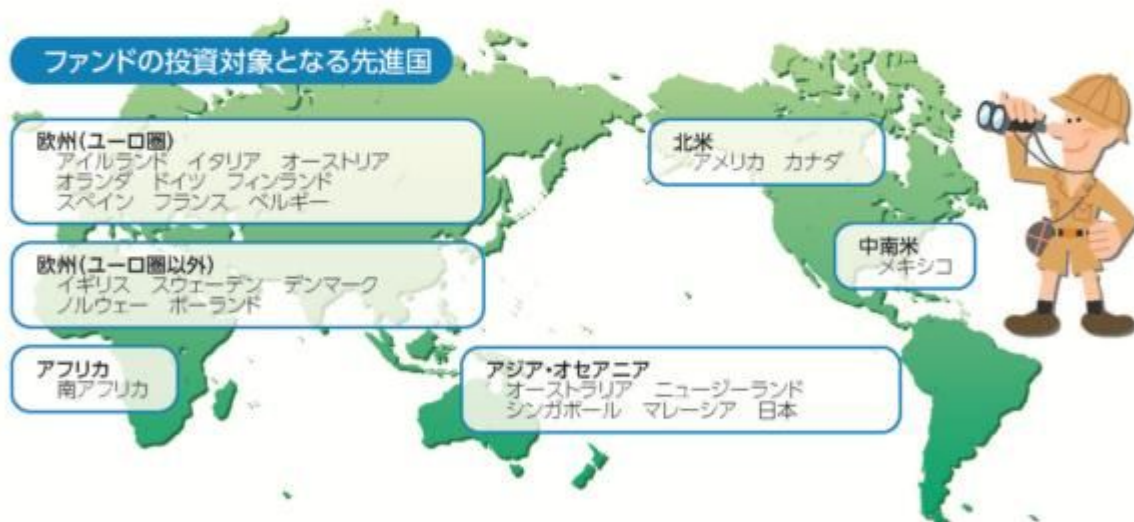 ファンドの投資対象となる先進国
欧州(ユーロ圏)
アイルランド イタリア オーストリア
オランダ ドイツ フィンランド
スペイン フランス ベルギー
欧州(ユーロ圏以外)
イギリス スウェーデン デンマーク
ノルウェー ポーランド
アフリカ
南アフリカ
北米
アメリカ カナダ
中南米
メキシコ
アジア・オセアニア
オーストラリア ニュージーランド
シンガポール マレーシア 日本